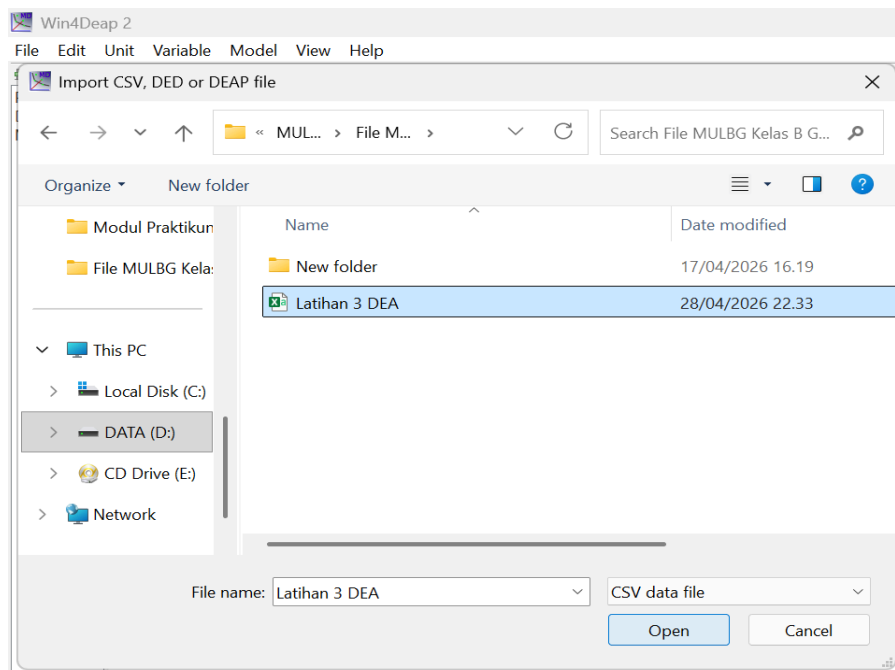 Win4Deap 2
File Edit Unit Variable Model View Help
Import CSV, DED or DEAP file
« MUL... › File M... ›
Search File MULBG Kelas B G...
Organize New folder
Name Date modified
Modul Praktikun
File MULBG Kela
New folder 17/04/2026 16.19
Latihan 3 DEA 28/04/2026 22.33
This PC
Local Disk (C:)
DATA (D:)
CD Drive (E:)
Network
File name: Latihan 3 DEA CSV data file
Open Cancel